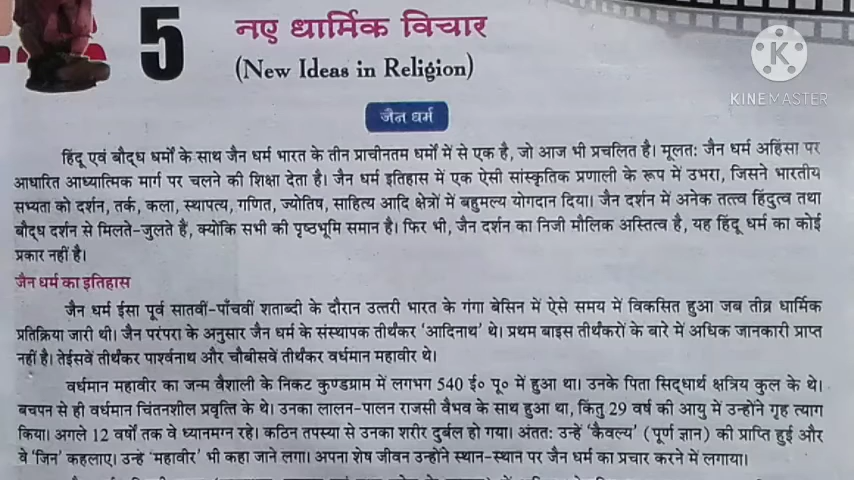 5
नए धार्मिक विचार
(New Ideas in Religion)
KINEMASTER
जैन धर्म
हिंदू एवं बौद्ध धर्मों के साथ जैन धर्म भारत के तीन प्राचीनतम धर्मों में से एक है, जो आज भी प्रचलित है। मूलतः जैन धर्म अहिंसा पर
आधारित आध्यात्मिक मार्ग पर चलने की शिक्षा देता है। जैन धर्म इतिहास में एक ऐसी सांस्कृतिक प्रणाली के रूप में उभरा, जिसने भारतीय
सभ्यता को दर्शन, तर्क, कला, स्थापत्य, गणित, ज्योतिष, साहित्य आदि क्षेत्रों में बहुमल्य योगदान दिया। जैन दर्शन में अनेक तत्त्व हिंदुत्व तथा
बौद्ध दर्शन से मिलते-जुलते हैं, क्योंकि सभी की पृष्ठभूमि समान है। फिर भी, जैन दर्शन का निजी मौलिक अस्तित्व है, यह हिंदू धर्म का कोई
प्रकार नहीं है।
जैन धर्म का इतिहास
जैन धर्म ईसा पूर्व सातवीं-पाँचवीं शताब्दी के दौरान उत्तरी भारत के गंगा बेसिन में ऐसे समय में विकसित हुआ जब तीव्र धार्मिक
प्रतिक्रिया जारी थी। जैन परंपरा के अनुसार जैन धर्म के संस्थापक तीर्थंकर 'आदिनाथ' थे। प्रथम बाइस तीर्थंकरों के बारे में अधिक जानकारी प्राप्त
नहीं है। तेईसवें तीर्थंकर पार्श्वनाथ और चौबीसवें तीर्थंकर वर्धमान महावीर थे।
वर्धमान महावीर का जन्म वैशाली के निकट कुण्डग्राम में लगभग 540 ई० पू० में हुआ था। उनके पिता सिद्धार्थ क्षत्रिय कुल के थे।
बचपन से ही वर्धमान चिंतनशील प्रवृत्ति के थे। उनका लालन-पालन राजसी वैभव के साथ हुआ था, किंतु 29 वर्ष की आयु में उन्होंने गृह त्याग
किया। अगले 12 वर्षों तक वे ध्यानमग्न रहे। कठिन तपस्या से उनका शरीर दुर्बल हो गया। अंततः उन्हें 'कैवल्य' (पूर्ण ज्ञान) की प्राप्ति हुई और
वे 'जिन' कहलाए। उन्हें 'महावीर' भी कहा जाने लगा। अपना शेष जीवन उन्होंने स्थान-स्थान पर जैन धर्म का प्रचार करने में लगाया।